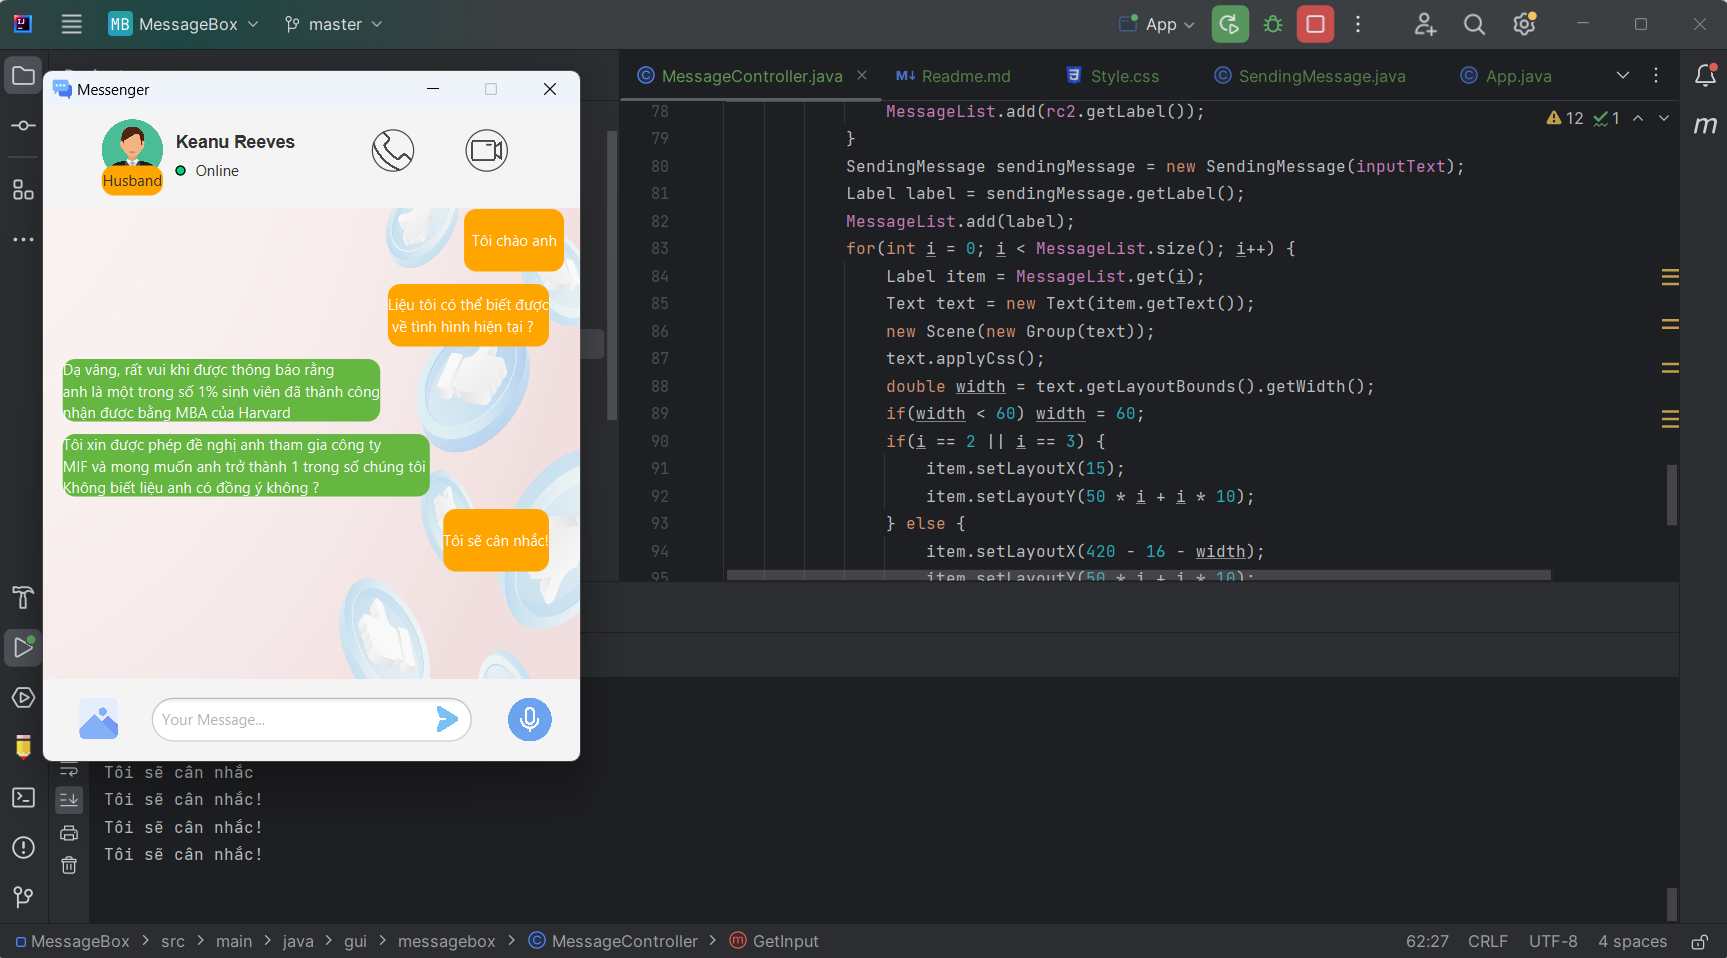 MB MessageBox
master
App
Messenger
Keanu Reeves
Online
Husband
Tôi chào anh
Liệu tôi có thể biết được
về tình hình hiện tại ?
Dạ vâng, rất vui khi được thông báo rằng
anh là một trong số 1% sinh viên đã thành công
nhận được bằng MBA của Harvard
Tôi xin được phép đề nghị anh tham gia công ty
MIF và mong muốn anh trở thành 1 trong số chúng tôi
Không biết liệu anh có đồng ý không ?
Tôi sẽ cân nhắc!
Your Message...
MessageController.java
Readme.md
Style.css
SendingMessage.java
App.java
12 1
78 MessageList.add(rc2.getLabel());
79 }
80 SendingMessage sendingMessage = new SendingMessage(inputText);
81 Label label = sendingMessage.getLabel();
82 MessageList.add(label);
83 for(int i = 0; i < MessageList.size(); i++) {
84 Label item = MessageList.get(i);
85 Text text = new Text(item.getText());
86 new Scene(new Group(text));
87 text.applyCss();
88 double width = text.getLayoutBounds().getWidth();
89 if(width < 60) width = 60;
90 if(i == 2 || i == 3) {
91 item.setLayoutX(15);
92 item.setLayoutY(50 * i + i * 10);
93 } else {
94 item.setLayoutX(420 - 16 - width);
95 item.setLayoutY(50 * i + i * 10);
Tôi sẽ cân nhắc
Tôi sẽ cân nhắc!
Tôi sẽ cân nhắc!
Tôi sẽ cân nhắc!
MessageBox > src > main > java > gui > messagebox > MessageController > GetInput
62:27 CRLF UTF-8 4 spaces